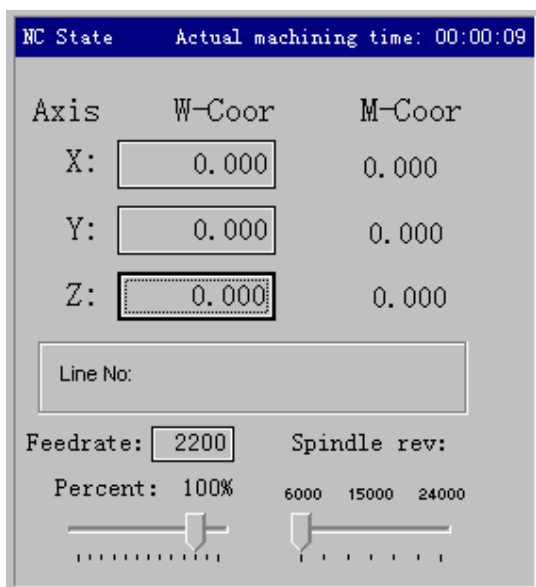 NC State Actual machining time: 00:00:09
Axis W-Coor M-Coor
X: 0.000 0.000
Y: 0.000 0.000
Z: 0.000 0.000
Line No:
Feedrate: 2200 Spindle rev:
Percent: 100% 6000 15000 24000